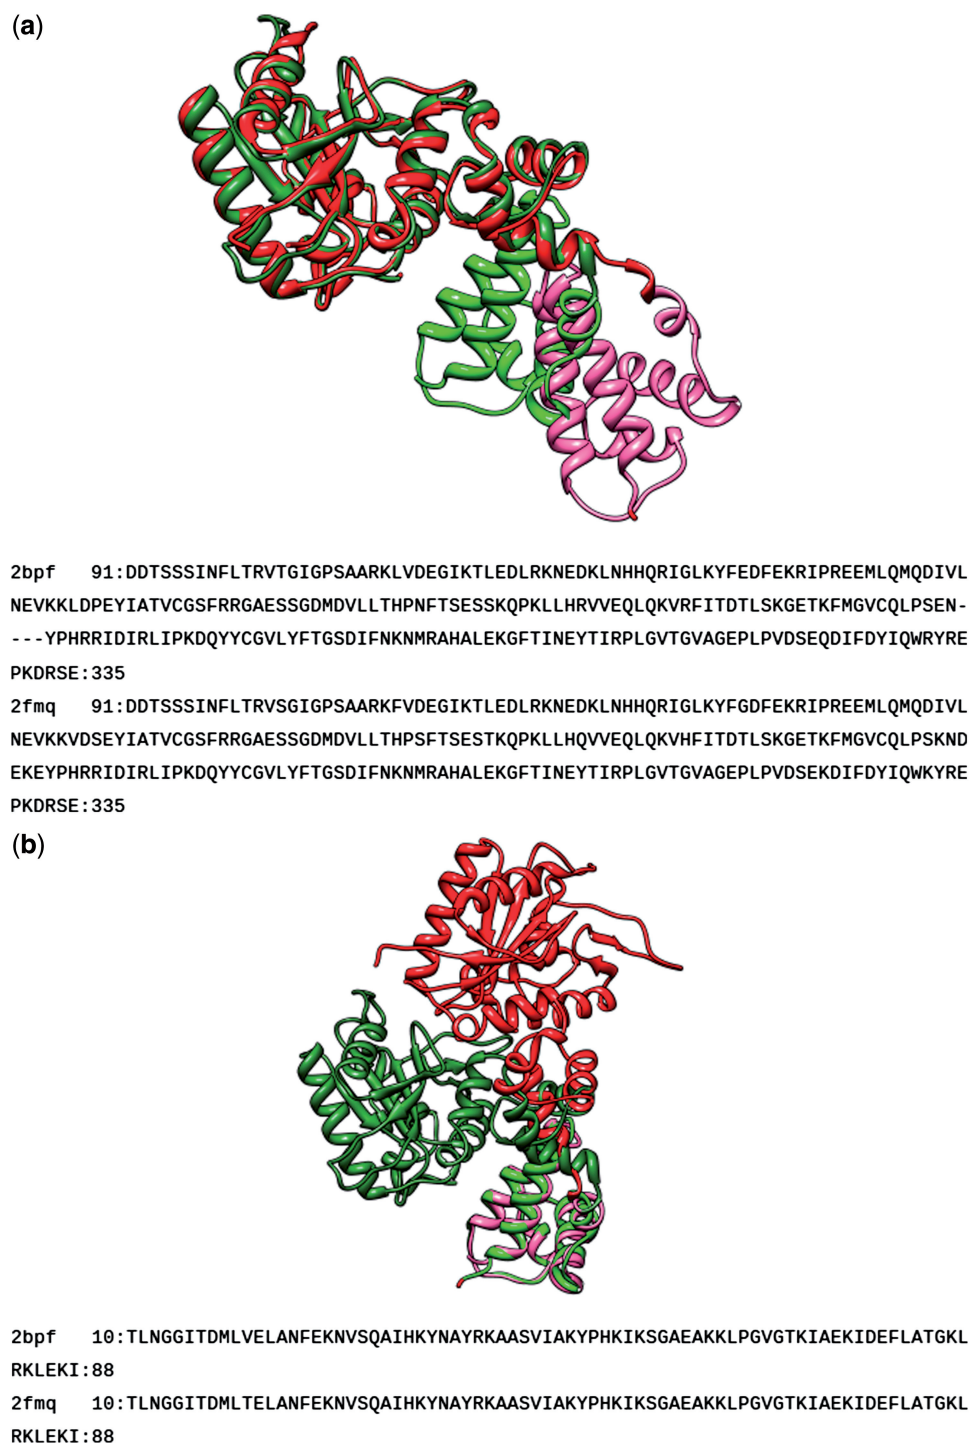 (a)
2bpf 91:DDTSSSINFLTRVTGIGPSAARKLVDEGIKTLEDLRKNEDKLNHHQRIGLKYFEDFEKRIPREEMLQMQDIVL
NEVKKLDPEYIATVCGSFRRGAESSGDMDVLLTHPNFTSESSKQPKLLHRVVEQLQKVRFITDTLSKGETKFMGVCQLPSEN-
---YPHRRIDIRLIPKDQYYCGVLYFTGSDIFNKNMRAHALEKGFTINEYTIRPLGVTGVAGEPLPVDSEQDIFDYIQWRYRE
PKDRSE:335
2fmq 91:DDTSSSINFLTRVSGIGPSAARKFVDEGIKTLEDLRKNEDKLNHHQRIGLKYFGDFEKRIPREEMLQMQDIVL
NEVKKVDSEYIATVCGSFRRGAESSGDMDVLLTHPSFTSESTKQPKLLHQVVEQLQKVHFITDTLSKGETKFMGVCQLPSKND
EKEYPHRRIDIRLIPKDQYYCGVLYFTGSDIFNKNMRAHALEKGFTINEYTIRPLGVTGVAGEPLPVDSEKDIFDYIQWKYRE
PKDRSE:335
(b)
2bpf 10:TLNGGITDMLVELANFEKNVSQAIHKYNAYRKAASVIAKYPHKIKSGAEAKKLPGVGTKIAEKIDEFLATGKL
RKLEKI:88
2fmq 10:TLNGGITDMLTELANFEKNVSQAIHKYNAYRKAASVIAKYPHKIKSGAEAKKLPGVGTKIAEKIDEFLATGKL
RKLEKI:88